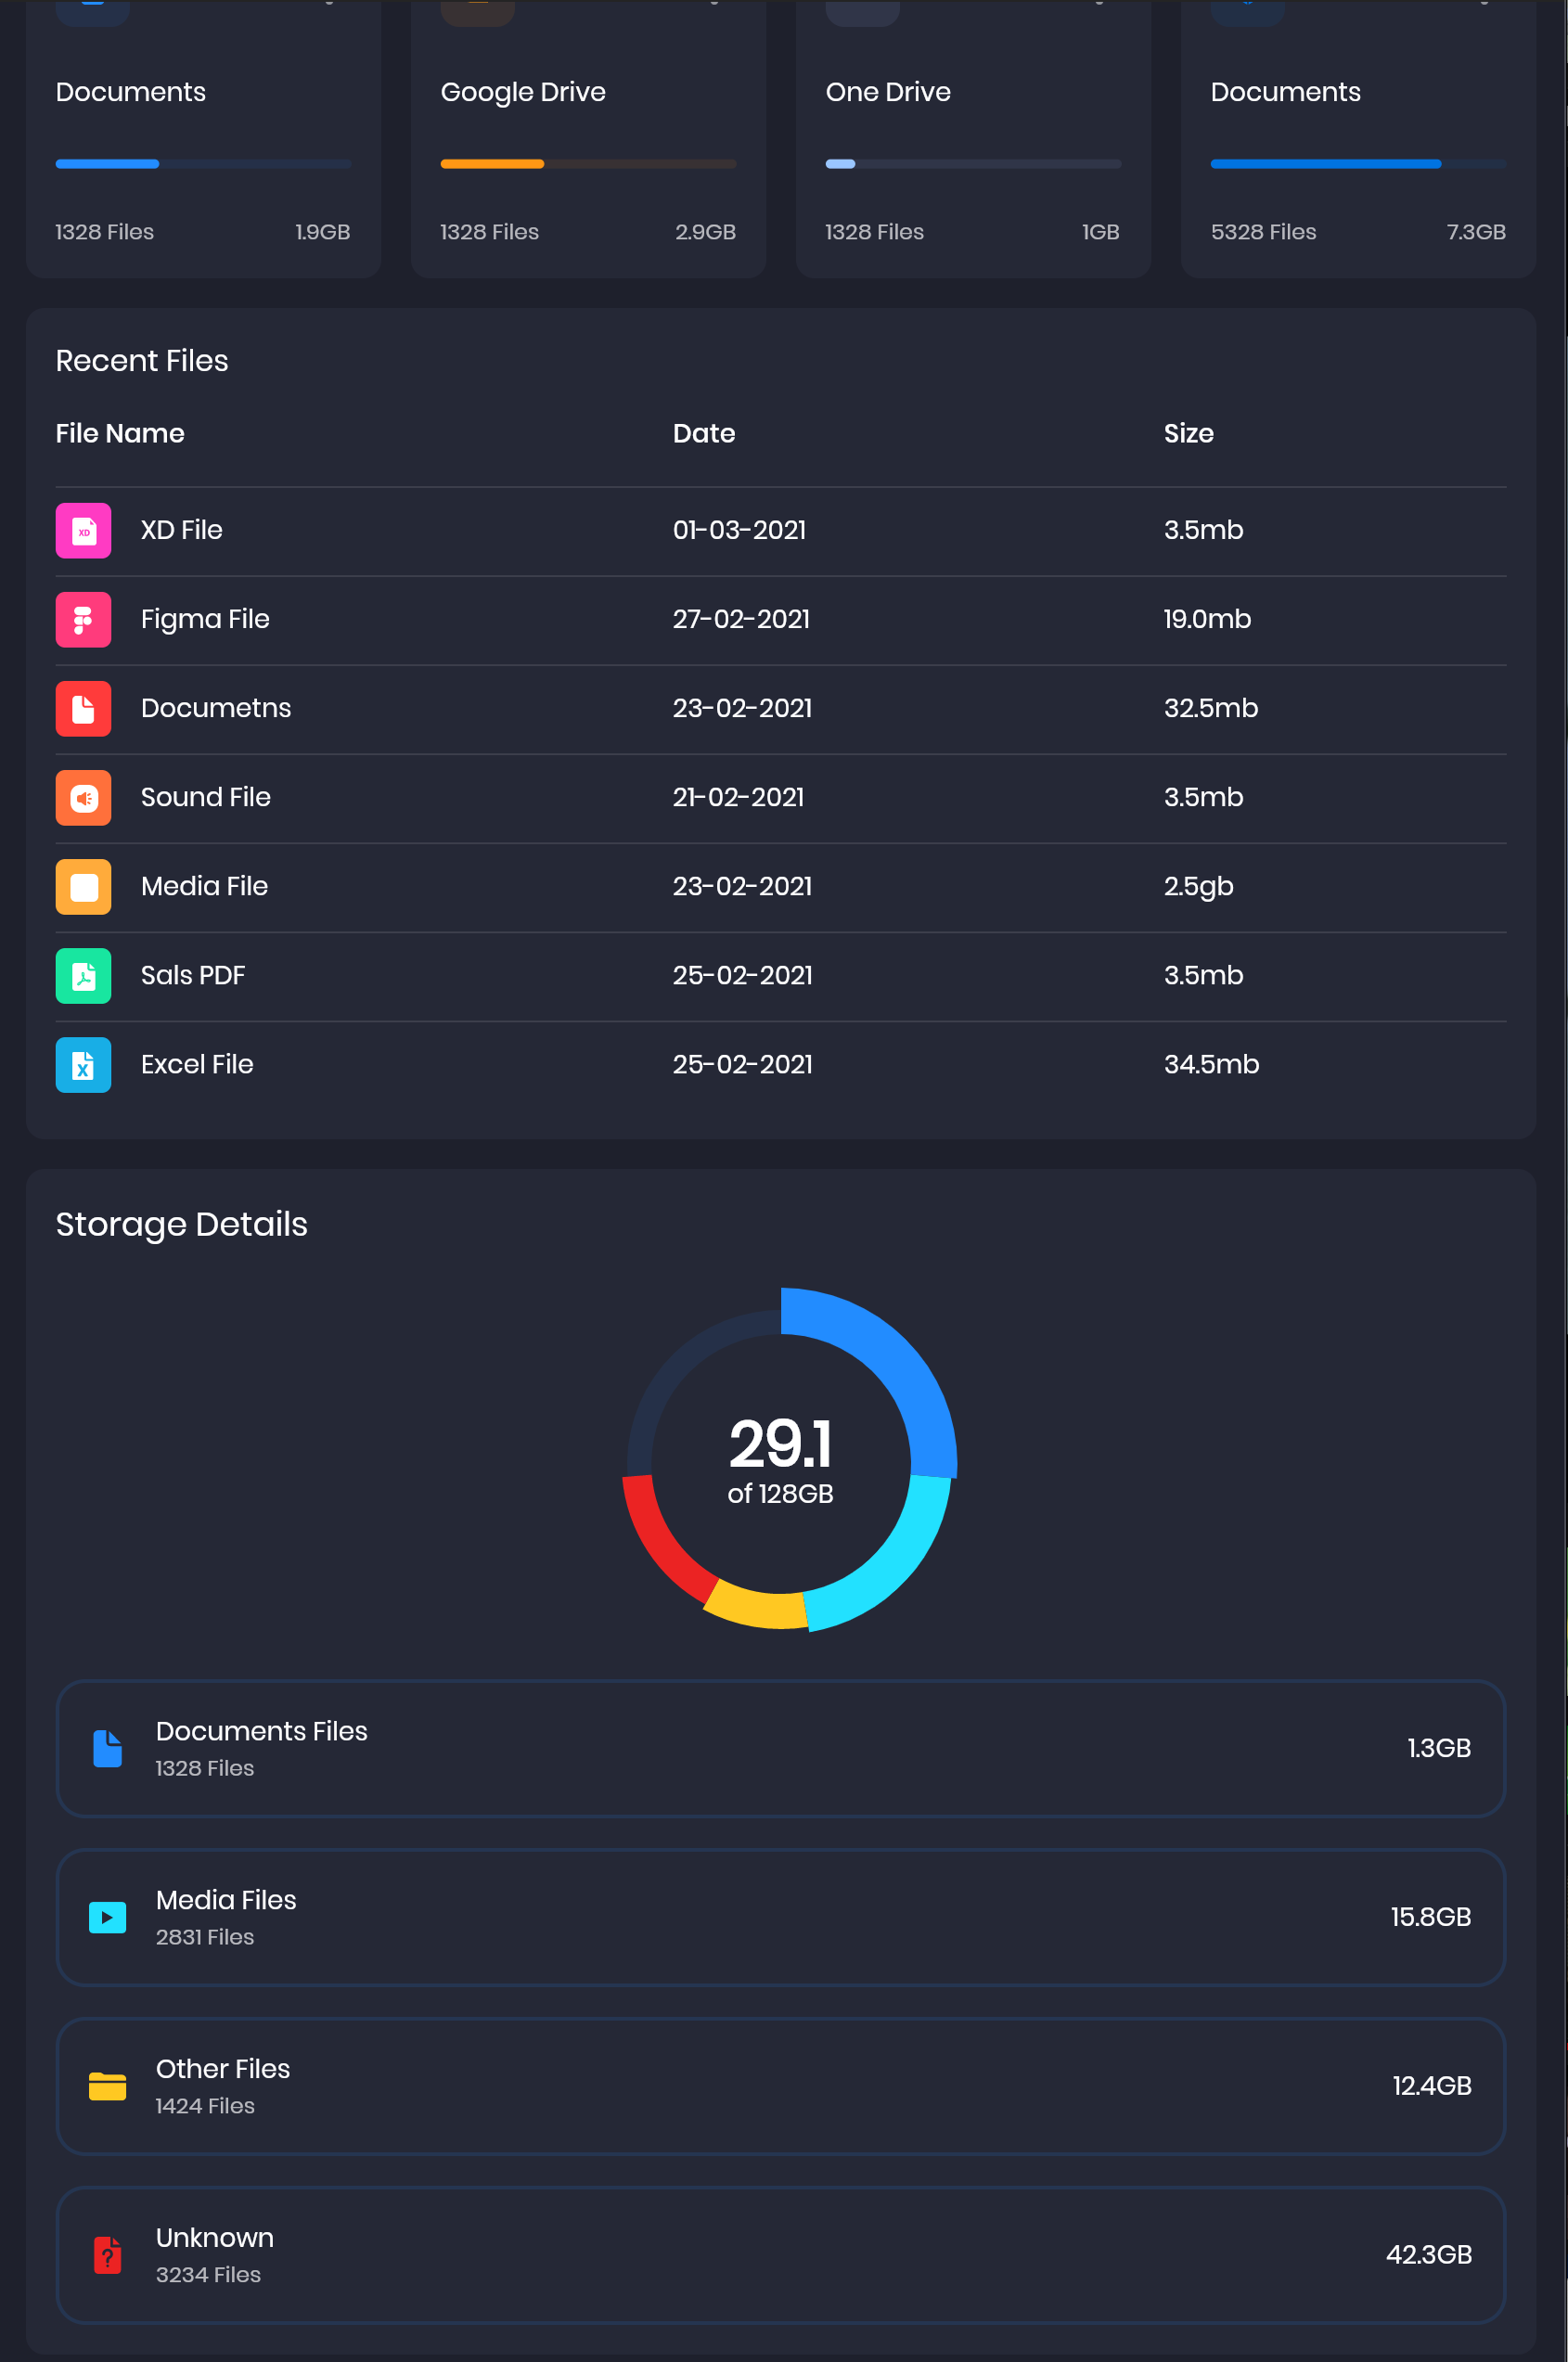 Documents
Google Drive
One Drive
Documents
1328 Files 1.9GB
1328 Files 2.9GB
1328 Files 1GB
5328 Files 7.3GB
Recent Files
File Name Date Size
XD XD File 01-03-2021 3.5mb
Figma File 27-02-2021 19.0mb
Documetns 23-02-2021 32.5mb
Sound File 21-02-2021 3.5mb
Media File 23-02-2021 2.5gb
Sals PDF 25-02-2021 3.5mb
X Excel File 25-02-2021 34.5mb
Storage Details
29.1
of 128GB
Documents Files
1328 Files
1.3GB
Media Files
2831 Files
15.8GB
Other Files
1424 Files
12.4GB
?
Unknown
3234 Files
42.3GB